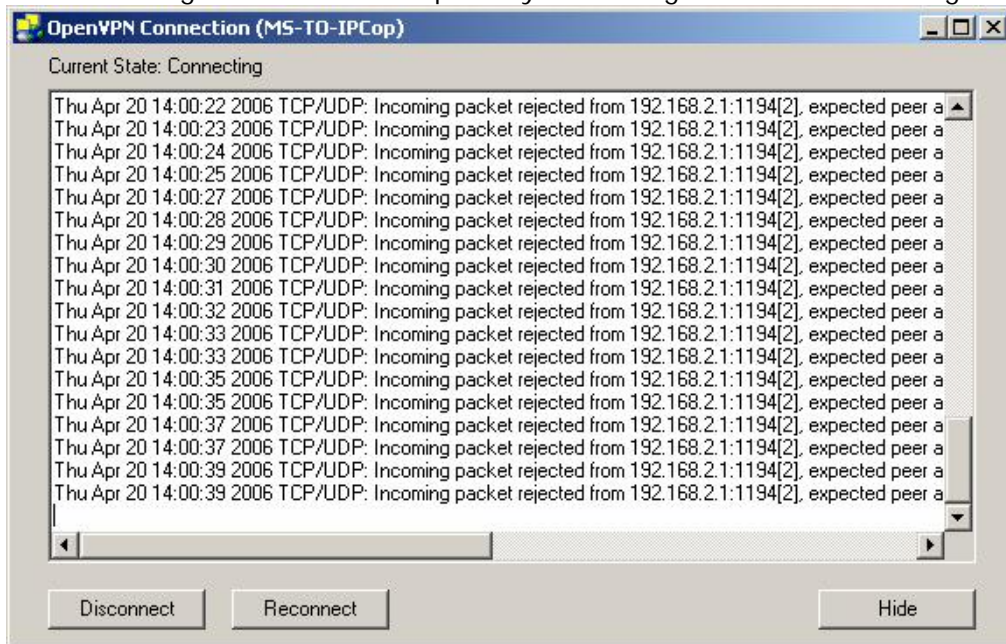 OpenVPN Connection (MS-TO-IPCop)
Current State: Connecting
Thu Apr 20 14:00:22 2006 TCP/UDP: Incoming packet rejected from 192.168.2.1:1194[2], expected peer a
Thu Apr 20 14:00:23 2006 TCP/UDP: Incoming packet rejected from 192.168.2.1:1194[2], expected peer a
Thu Apr 20 14:00:24 2006 TCP/UDP: Incoming packet rejected from 192.168.2.1:1194[2], expected peer a
Thu Apr 20 14:00:25 2006 TCP/UDP: Incoming packet rejected from 192.168.2.1:1194[2], expected peer a
Thu Apr 20 14:00:27 2006 TCP/UDP: Incoming packet rejected from 192.168.2.1:1194[2], expected peer a
Thu Apr 20 14:00:28 2006 TCP/UDP: Incoming packet rejected from 192.168.2.1:1194[2], expected peer a
Thu Apr 20 14:00:29 2006 TCP/UDP: Incoming packet rejected from 192.168.2.1:1194[2], expected peer a
Thu Apr 20 14:00:30 2006 TCP/UDP: Incoming packet rejected from 192.168.2.1:1194[2], expected peer a
Thu Apr 20 14:00:31 2006 TCP/UDP: Incoming packet rejected from 192.168.2.1:1194[2], expected peer a
Thu Apr 20 14:00:32 2006 TCP/UDP: Incoming packet rejected from 192.168.2.1:1194[2], expected peer a
Thu Apr 20 14:00:33 2006 TCP/UDP: Incoming packet rejected from 192.168.2.1:1194[2], expected peer a
Thu Apr 20 14:00:33 2006 TCP/UDP: Incoming packet rejected from 192.168.2.1:1194[2], expected peer a
Thu Apr 20 14:00:35 2006 TCP/UDP: Incoming packet rejected from 192.168.2.1:1194[2], expected peer a
Thu Apr 20 14:00:35 2006 TCP/UDP: Incoming packet rejected from 192.168.2.1:1194[2], expected peer a
Thu Apr 20 14:00:37 2006 TCP/UDP: Incoming packet rejected from 192.168.2.1:1194[2], expected peer a
Thu Apr 20 14:00:37 2006 TCP/UDP: Incoming packet rejected from 192.168.2.1:1194[2], expected peer a
Thu Apr 20 14:00:39 2006 TCP/UDP: Incoming packet rejected from 192.168.2.1:1194[2], expected peer a
Thu Apr 20 14:00:39 2006 TCP/UDP: Incoming packet rejected from 192.168.2.1:1194[2], expected peer a
Disconnect Reconnect Hide